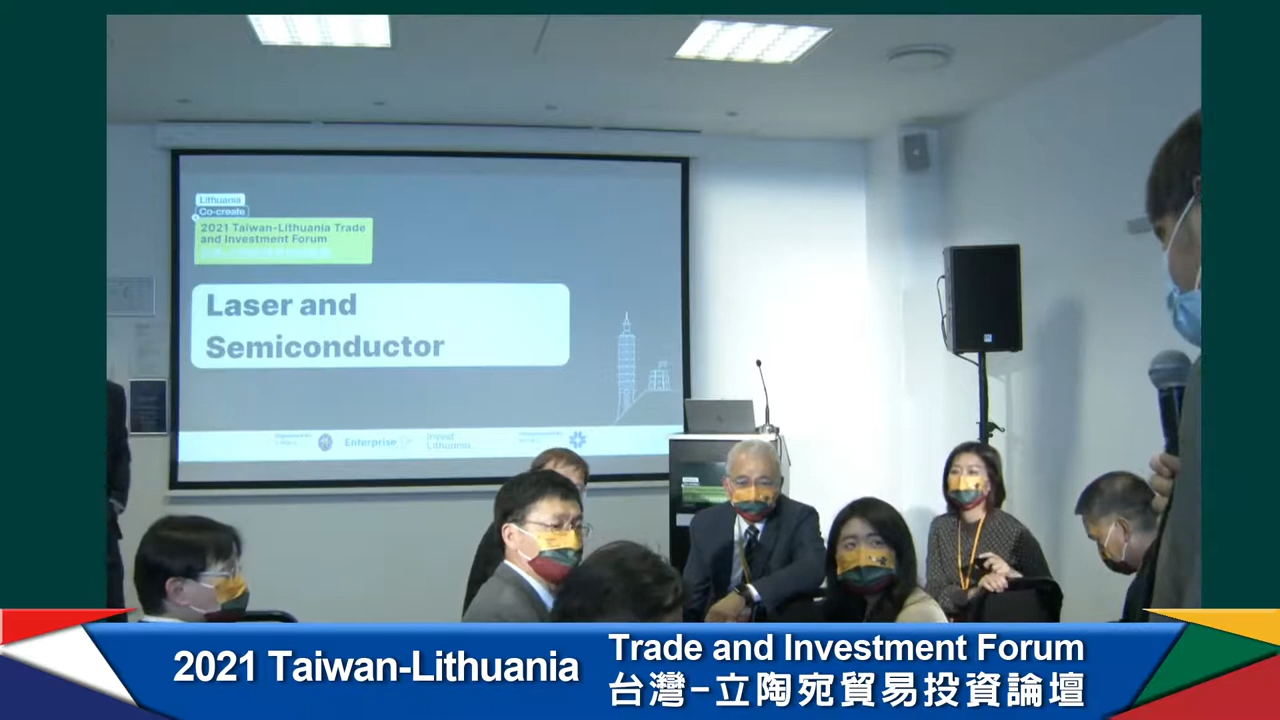 Lithuania
Co-create
2021 Taiwan-Lithuania Trade
and Investment Forum
Laser and
Semiconductor
Enterprise
Invest
Lithuania
2021 Taiwan-Lithuania
Trade and Investment Forum
台灣-立陶宛貿易投資論壇